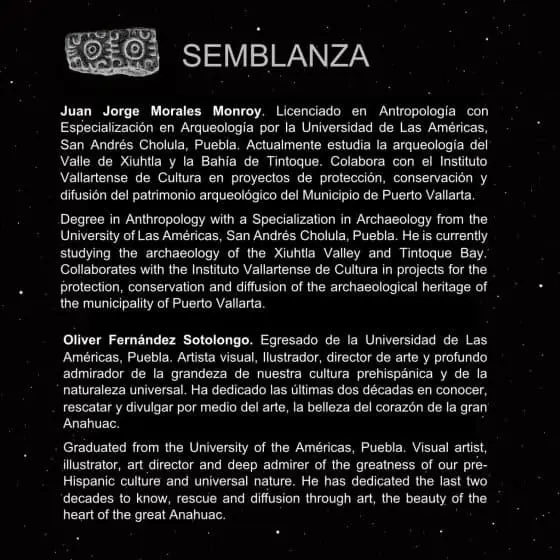 SEMBLANZA
Juan Jorge Morales Monroy. Licenciado en Antropología con
Especialización en Arqueología por la Universidad de Las Américas,
San Andrés Cholula, Puebla. Actualmente estudia la arqueología del
Valle de Xiuhtla y la Bahía de Tintoque. Colabora con el Instituto
Vallartense de Cultura en proyectos de protección, conservación y
difusión del patrimonio arqueológico del Municipio de Puerto Vallarta.
Degree in Anthropology with a Specialization in Archaeology from the
University of Las Américas, San Andrés Cholula, Puebla. He is currently
studying the archaeology of the Xiuhtla Valley and Tintoque Bay.
Collaborates with the Instituto Vallartense de Cultura in projects for the
protection, conservation and diffusion of the archaeological heritage of
the municipality of Puerto Vallarta.
Oliver Fernández Sotolongo. Egresado de la Universidad de Las
Américas, Puebla. Artista visual, Ilustrador, director de arte y profundo
admirador de la grandeza de nuestra cultura prehispánica y de la
naturaleza universal. Ha dedicado las últimas dos décadas en conocer,
rescatar y divulgar por medio del arte, la belleza del corazón de la gran
Anahuac.
Graduated from the University of the Américas, Puebla. Visual artist,
illustrator, art director and deep admirer of the greatness of our pre-
Hispanic culture and universal nature. He has dedicated the last two
decades to know, rescue and diffusion through art, the beauty of the
heart of the great Anahuac.